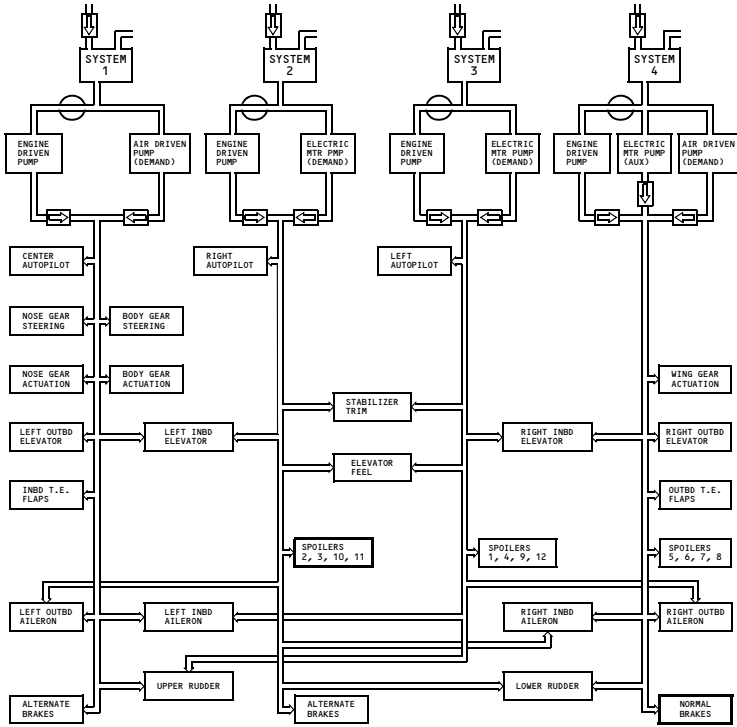 SYSTEM
1
SYSTEM
2
SYSTEM
3
SYSTEM
4
ENGINE
DRIVEN
PUMP
AIR DRIVEN
PUMP
(DEMAND)
ENGINE
DRIVEN
PUMP
ELECTRIC
MTR PMP
(DEMAND)
ENGINE
DRIVEN
PUMP
ELECTRIC
MTR PUMP
(DEMAND)
ENGINE
DRIVEN
PUMP
ELECTRIC
MTR PUMP
(AUX)
AIR DRIVEN
PUMP
(DEMAND)
CENTER
AUTOPILOT
RIGHT
AUTOPILOT
LEFT
AUTOPILOT
NOSE GEAR
STEERING
BODY GEAR
STEERING
NOSE GEAR
ACTUATION
BODY GEAR
ACTUATION
WING GEAR
ACTUATION
STABILIZER
TRIM
LEFT OUTBD
ELEVATOR
LEFT INBD
ELEVATOR
RIGHT INBD
ELEVATOR
RIGHT OUTBD
ELEVATOR
ELEVATOR
FEEL
INBD T.E.
FLAPS
OUTBD T.E.
FLAPS
SPOILERS
2, 3, 10, 11
SPOILERS
1, 4, 9, 12
SPOILERS
5, 6, 7, 8
LEFT OUTBD
AILERON
LEFT INBD
AILERON
RIGHT INBD
AILERON
RIGHT OUTBD
AILERON
UPPER RUDDER
LOWER RUDDER
ALTERNATE
BRAKES
ALTERNATE
BRAKES
NORMAL
BRAKES